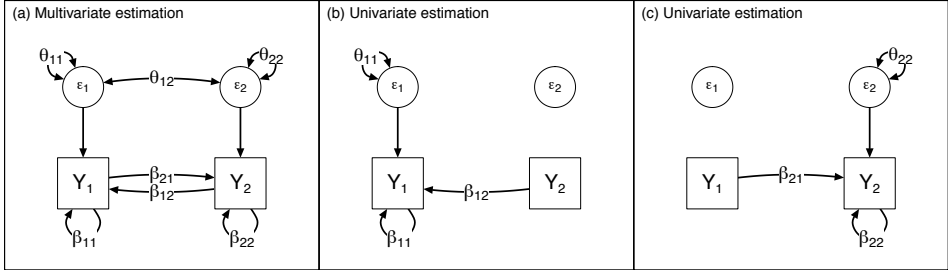 (a) Multivariate estimation
θ11
θ12
θ22
ε1
ε2
Y1
β21
β12
Y2
β11
β22
(b) Univariate estimation
θ11
ε1
ε2
Y1
β12
Y2
β11
(c) Univariate estimation
θ22
ε1
ε2
Y1
β21
Y2
β22